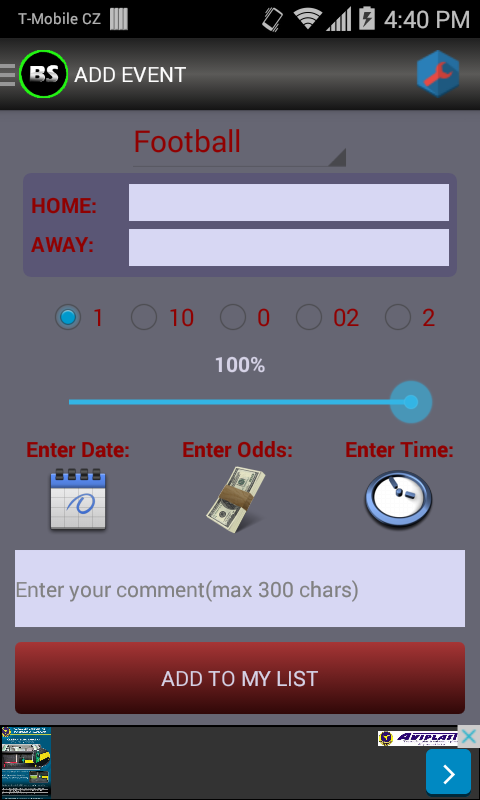 T-Mobile CZ 4:40 PM
BS ADD EVENT
Football
HOME:
AWAY:
1 10 0 02 2
100%
Enter Date: Enter Odds: Enter Time:
Enter your comment(max 300 chars)
ADD TO MY LIST